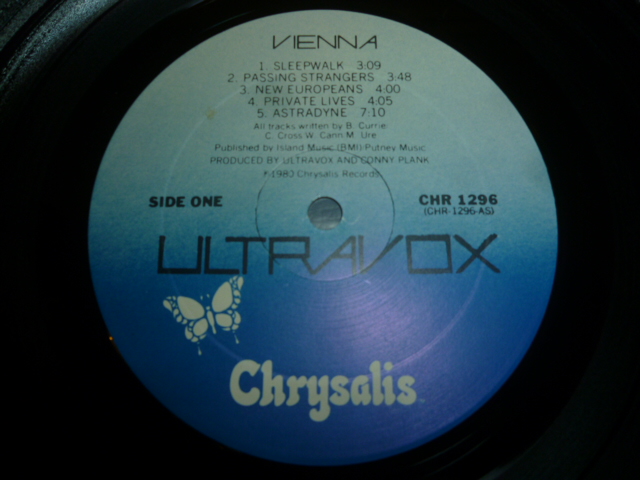 VIENNA
1. SLEEPWALK 3:09
2. PASSING STRANGERS 3:48
3. NEW EUROPEANS 4:00
4. PRIVATE LIVES 4:05
5. ASTRADYNE 7:10
All tracks written by B. Currie,
C. Cross W. Cann M. Ure
Published by Island Music (BMI)/Putney Music
PRODUCED BY ULTRAVOX AND CONNY PLANK
℗1980 Chrysalis Records
SIDE ONE
CHR 1296
(CHR-1296-AS)
ULTRAVOX
Chrysalis™